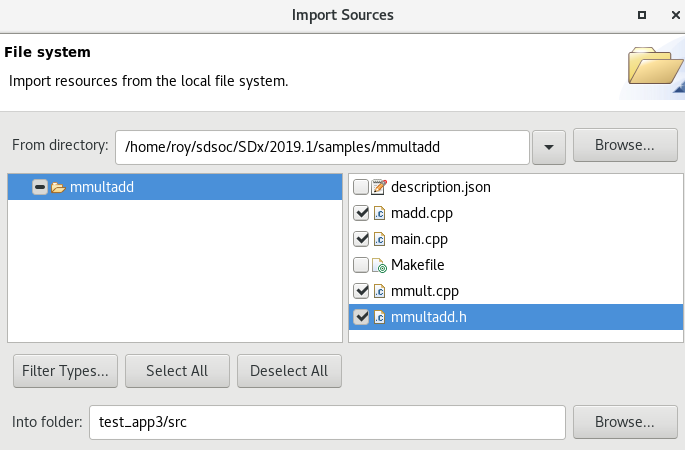 Import Sources
File system
Import resources from the local file system.
From directory: /home/roy/sdsoc/SDx/2019.1/samples/mmultadd Browse...
mmultadd
description.json
madd.cpp
main.cpp
Makefile
mmult.cpp
mmultadd.h
Filter Types... Select All Deselect All
Into folder: test_app3/src Browse...